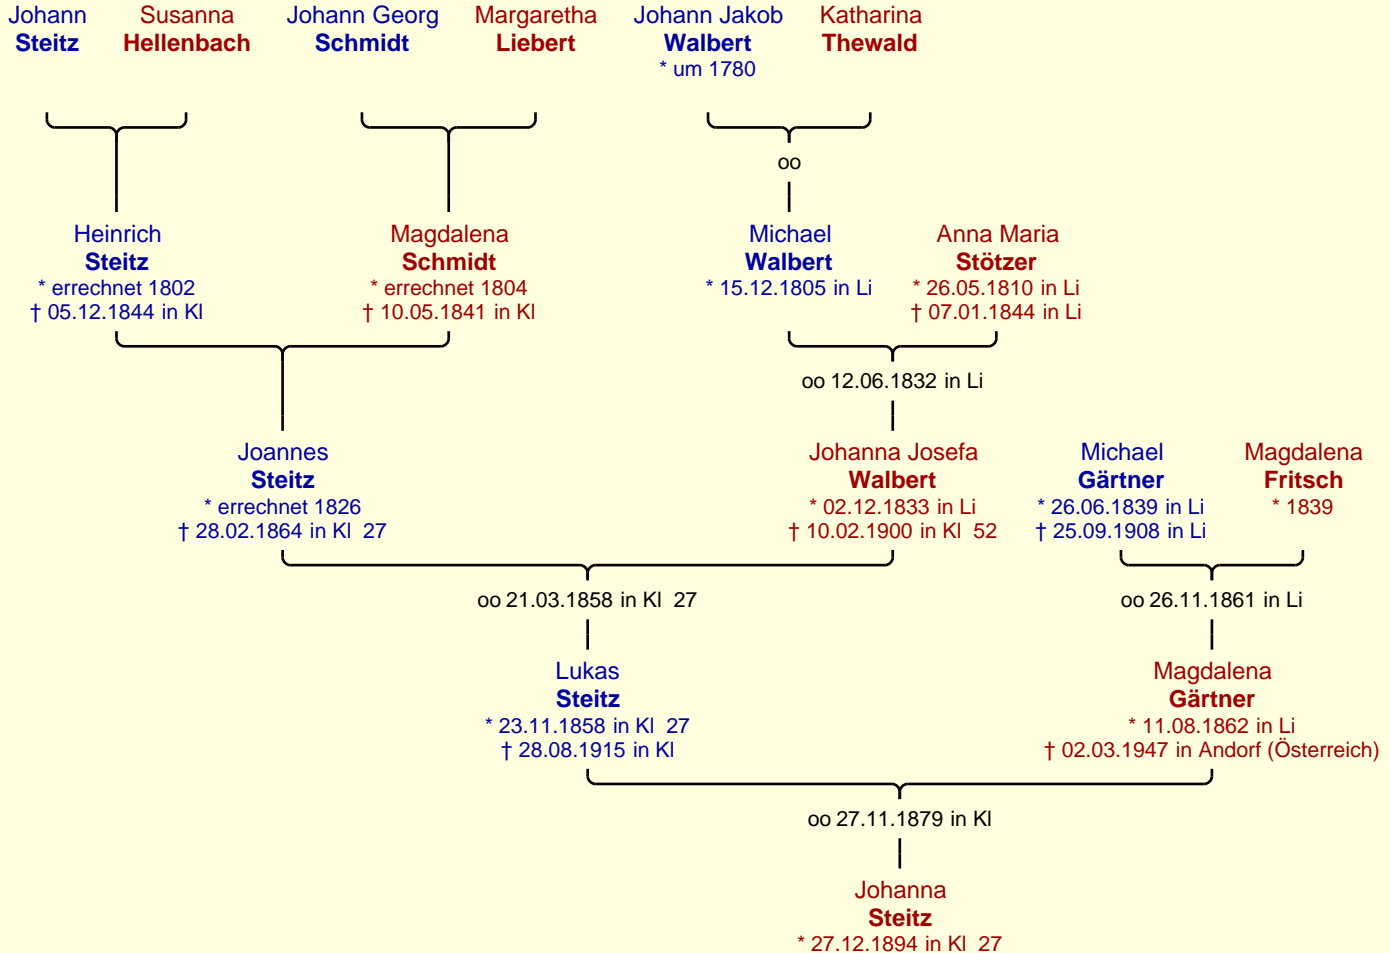 Johann
Steitz
Susanna
Hellenbach
Johann Georg
Schmidt
Margaretha
Liebert
Johann Jakob
Walbert
* um 1780
Katharina
Thewald
oo
Heinrich
Steitz
* errechnet 1802
† 05.12.1844 in Kl
Magdalena
Schmidt
* errechnet 1804
† 10.05.1841 in Kl
Michael
Walbert
* 15.12.1805 in Li
Anna Maria
Stötzer
* 26.05.1810 in Li
† 07.01.1844 in Li
oo 12.06.1832 in Li
Joannes
Steitz
* errechnet 1826
† 28.02.1864 in Kl 27
Johanna Josefa
Walbert
* 02.12.1833 in Li
† 10.02.1900 in Kl 52
Michael
Gärtner
* 26.06.1839 in Li
† 25.09.1908 in Li
Magdalena
Fritsch
* 1839
oo 21.03.1858 in Kl 27
oo 26.11.1861 in Li
Lukas
Steitz
* 23.11.1858 in Kl 27
† 28.08.1915 in Kl
Magdalena
Gärtner
* 11.08.1862 in Li
† 02.03.1947 in Andorf (Österreich)
oo 27.11.1879 in Kl
Johanna
Steitz
* 27.12.1894 in Kl 27